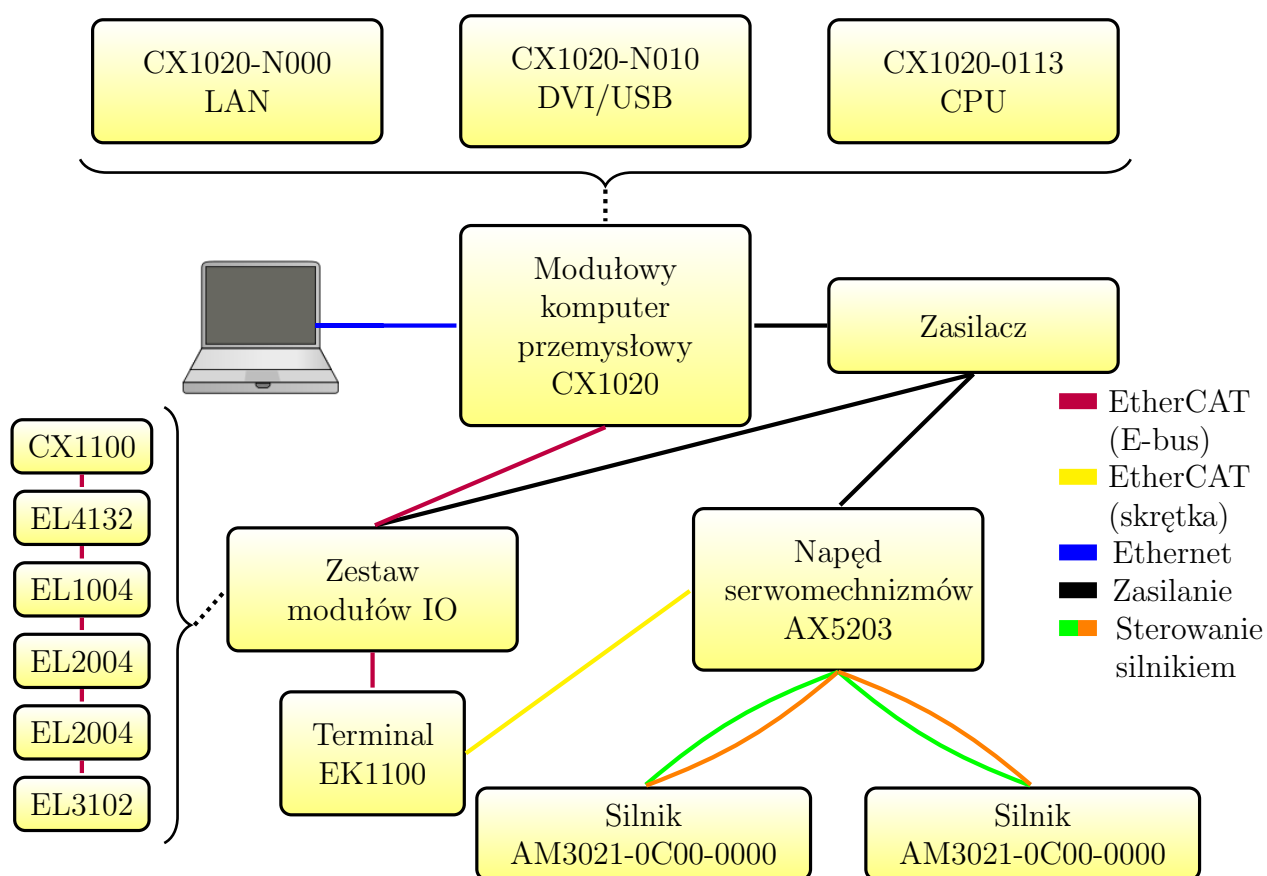 CX1020-N000
LAN
CX1020-N010
DVI/USB
CX1020-0113
CPU
Modułowy
komputer
przemysłowy
CX1020
Zasilacz
CX1100
EL4132
EL1004
EL2004
EL2004
EL3102
Zestaw
modułów IO
Terminal
EK1100
Napęd
serwomechnizmów
AX5203
Silnik
AM3021-0C00-0000
Silnik
AM3021-0C00-0000
EtherCAT
(E-bus)
EtherCAT
(skrętka)
Ethernet
Zasilanie
Sterowanie
silnikiem